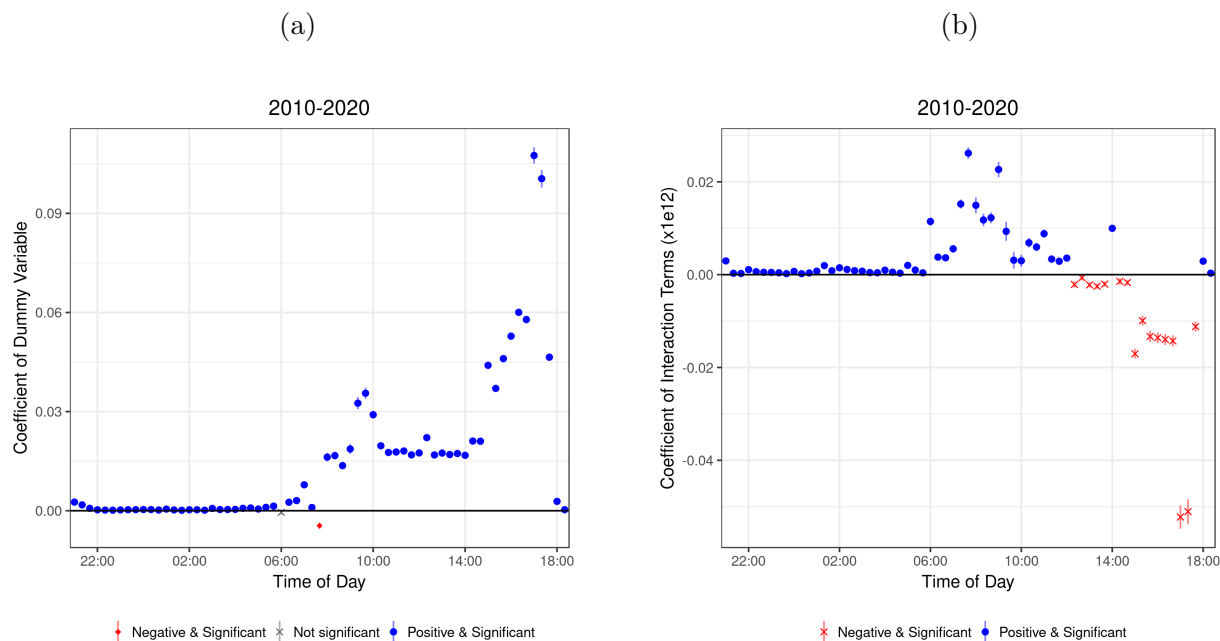 (a)
2010-2020
Coefficient of Dummy Variable
0.09
0.06
0.03
0.00
22:00 02:00 06:00 10:00 14:00 18:00
Time of Day
Negative & Significant Not significant Positive & Significant
(b)
2010-2020
Coefficient of Interaction Terms (x1e12)
0.02
0.00
-0.02
-0.04
22:00 02:00 06:00 10:00 14:00 18:00
Time of Day
Negative & Significant Positive & Significant